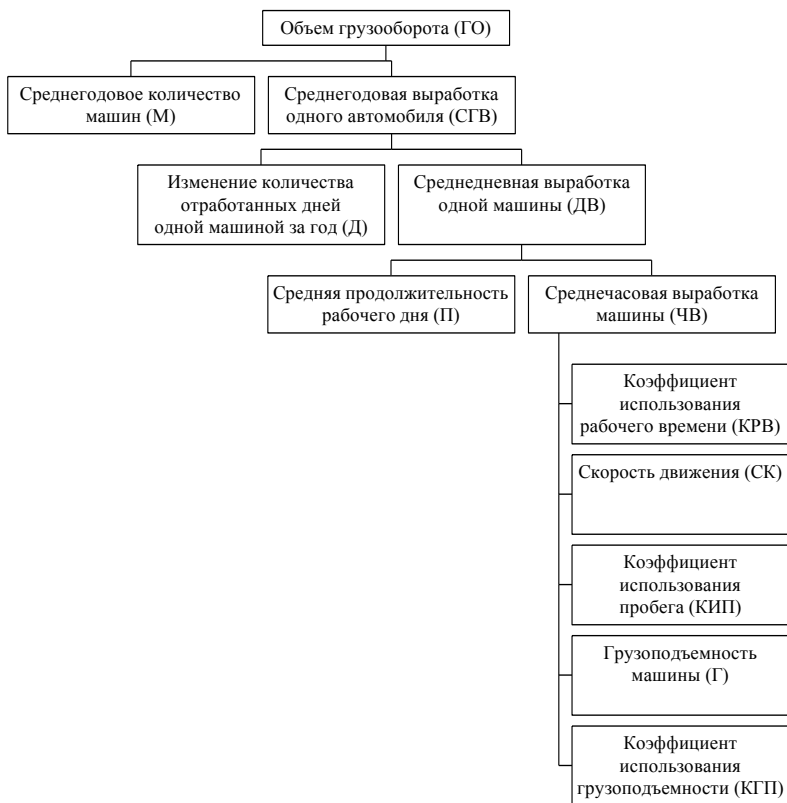 Объем грузооборота (ГО)
Среднегодовое количество
машин (М)
Среднегодовая выработка
одного автомобиля (СГВ)
Изменение количества
отработанных дней
одной машиной за год (Д)
Среднедневная выработка
одной машины (ДВ)
Средняя продолжительность
рабочего дня (П)
Среднечасовая выработка
машины (ЧВ)
Коэффициент
использования
рабочего времени (КРВ)
Скорость движения (СК)
Коэффициент
использования
пробега (КИП)
Грузоподъемность
машины (Г)
Коэффициент
использования
грузоподъемности (КГП)